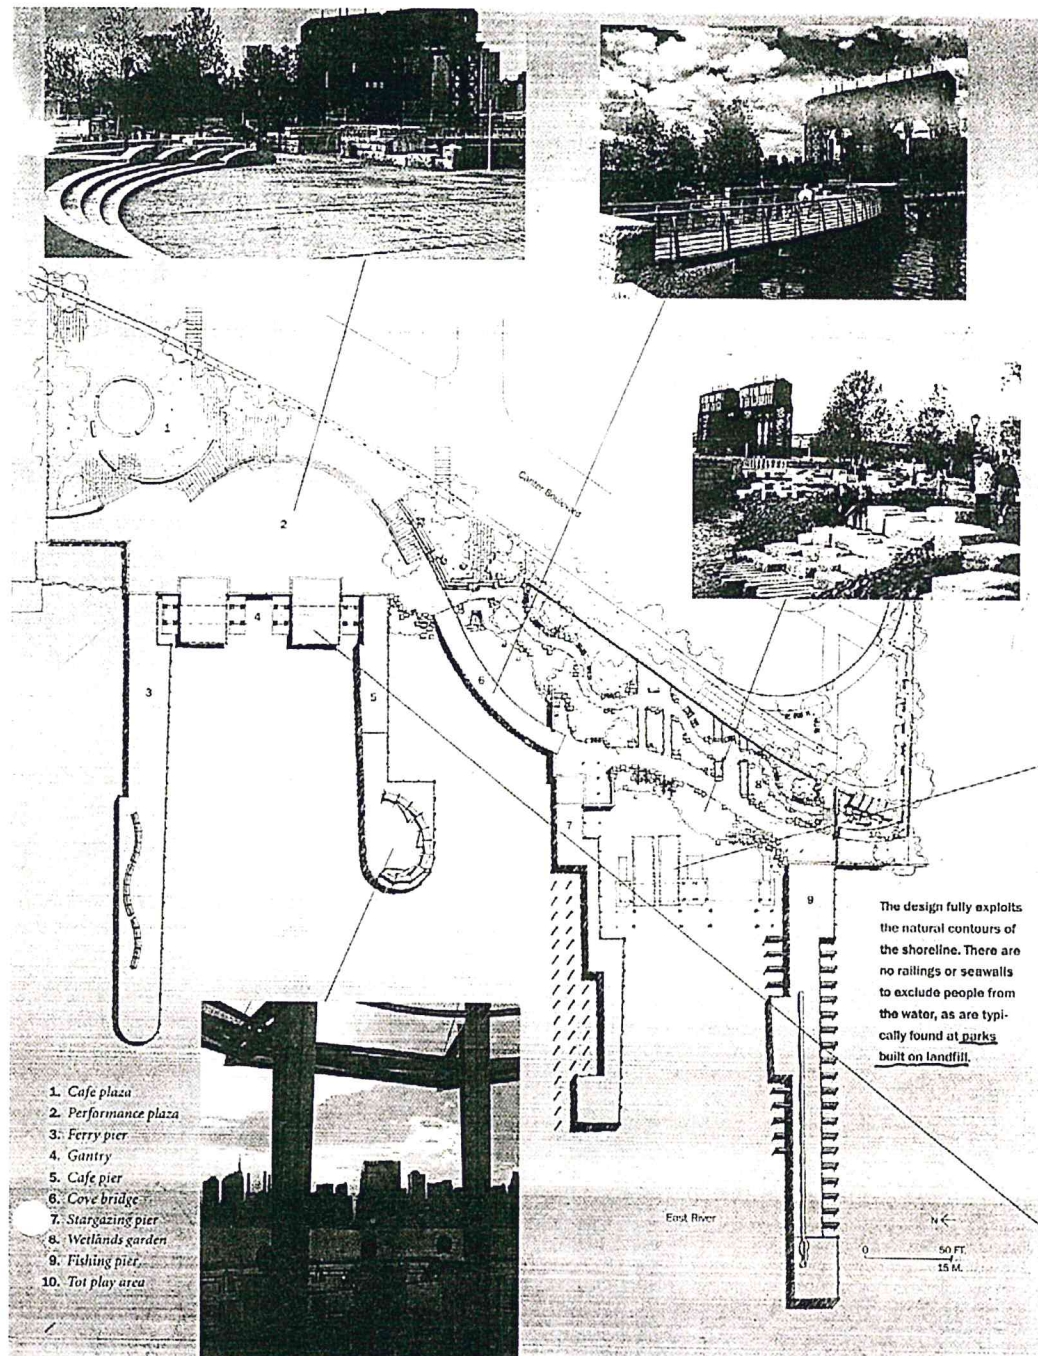 1
2
Center Boulevard
4
3
5
6
7
8
9
The design fully exploits
the natural contours of
the shoreline. There are
no railings or seawalls
to exclude people from
the water, as are typi-
cally found at parks
built on landfill.
1. Cafe plaza
2. Performance plaza
3. Ferry pier
4. Gantry
5. Cafe pier
6. Cove bridge
7. Stargazing pier
8. Wetlands garden
9. Fishing pier
10. Tot play area
East River
N
0 50 FT.
15 M.